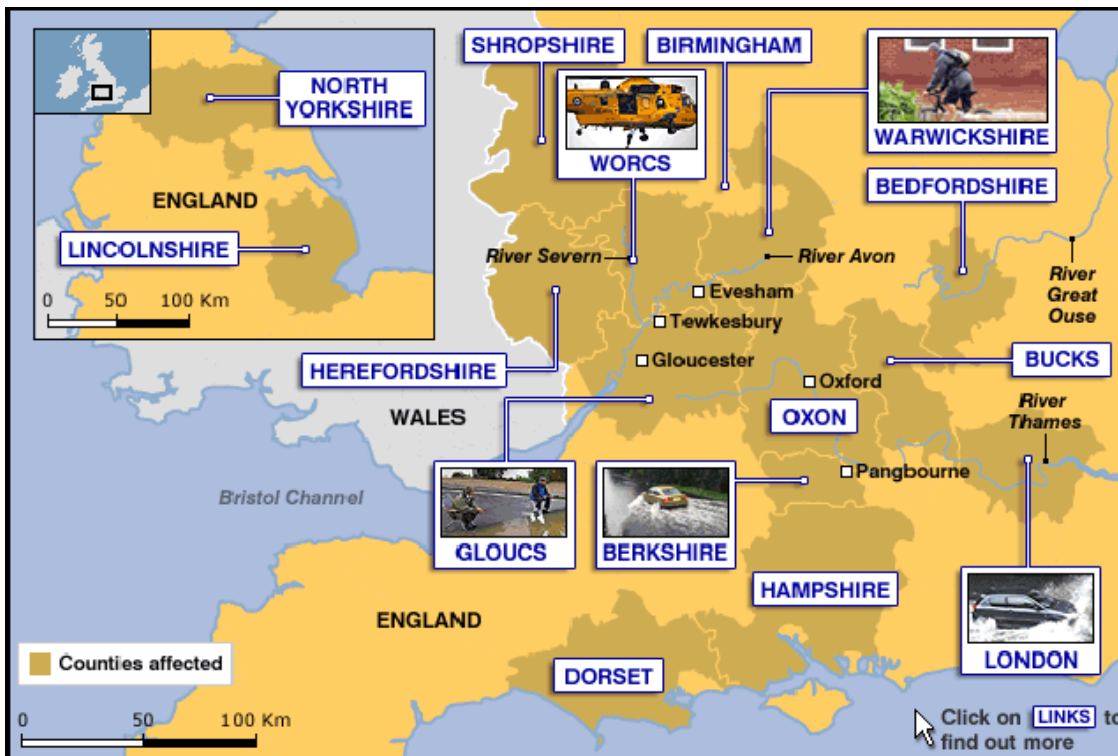 SHROPSHIRE
BIRMINGHAM
NORTH
YORKSHIRE
WORCS
WARWICKSHIRE
ENGLAND
BEDFORDSHIRE
LINCOLNSHIRE
River Severn
River Avon
River
Great
Ouse
0 50 100 Km
Evesham
Tewkesbury
Gloucester
HEREFORDSHIRE
BUCKS
Oxford
WALES
OXON
River
Thames
Pangbourne
Bristol Channel
GLOUCS
BERKSHIRE
HAMPSHIRE
ENGLAND
Counties affected
DORSET
LONDON
0 50 100 Km
Click on LINKS to
find out more